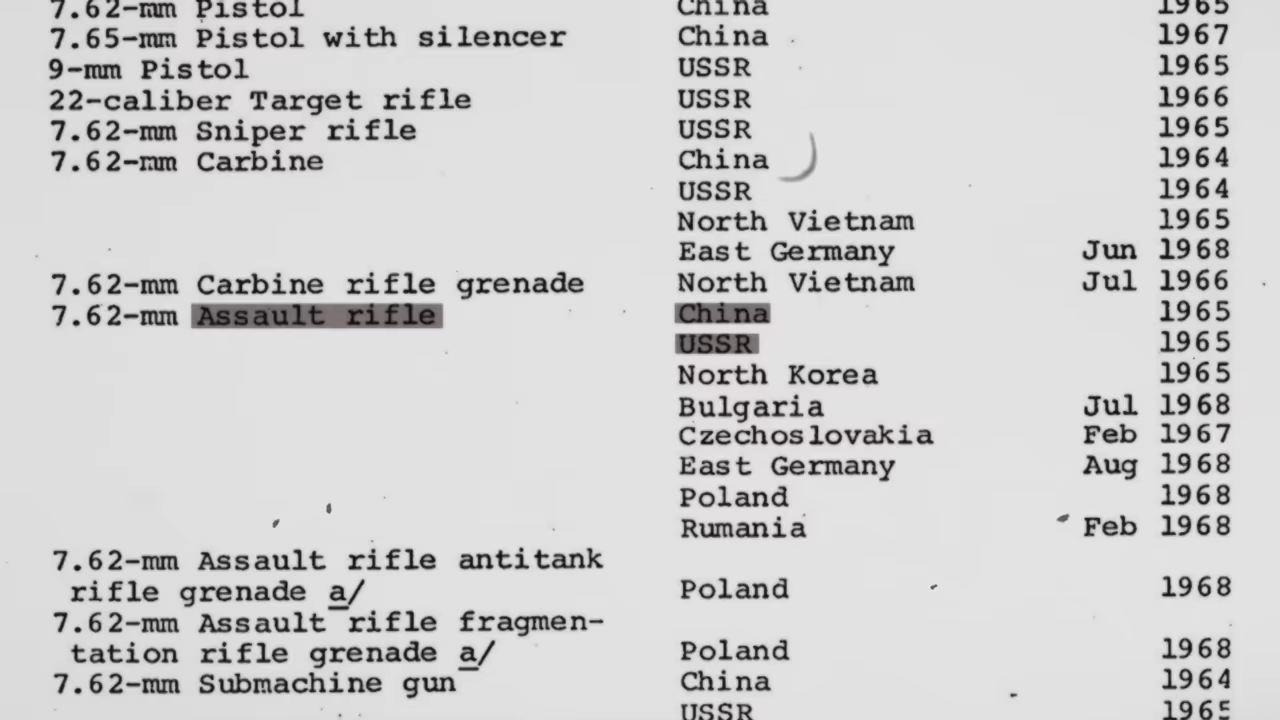 7.62-mm Pistol China 1965
7.65-mm Pistol with silencer China 1967
9-mm Pistol USSR 1965
22-caliber Target rifle USSR 1966
7.62-mm Sniper rifle USSR 1965
7.62-mm Carbine China 1964
USSR 1964
North Vietnam 1965
East Germany Jun 1968
7.62-mm Carbine rifle grenade North Vietnam Jul 1966
7.62-mm Assault rifle China 1965
USSR 1965
North Korea 1965
Bulgaria Jul 1968
Czechoslovakia Feb 1967
East Germany Aug 1968
Poland 1968
Rumania Feb 1968
7.62-mm Assault rifle antitank
rifle grenade a/ Poland 1968
7.62-mm Assault rifle fragmen-
tation rifle grenade a/ Poland 1968
7.62-mm Submachine gun China 1964
USSR 1965